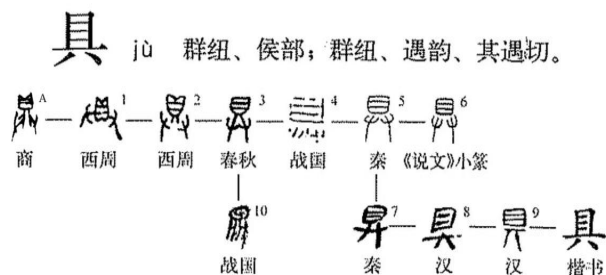 具 jù 群纽、侯部；群纽、遇韵、其遇切。
A 1 2 3 4 5 6
商 西周 西周 春秋 战国 秦 《说文》小篆
10 7 8 9 具
战国 秦 汉 汉 楷书